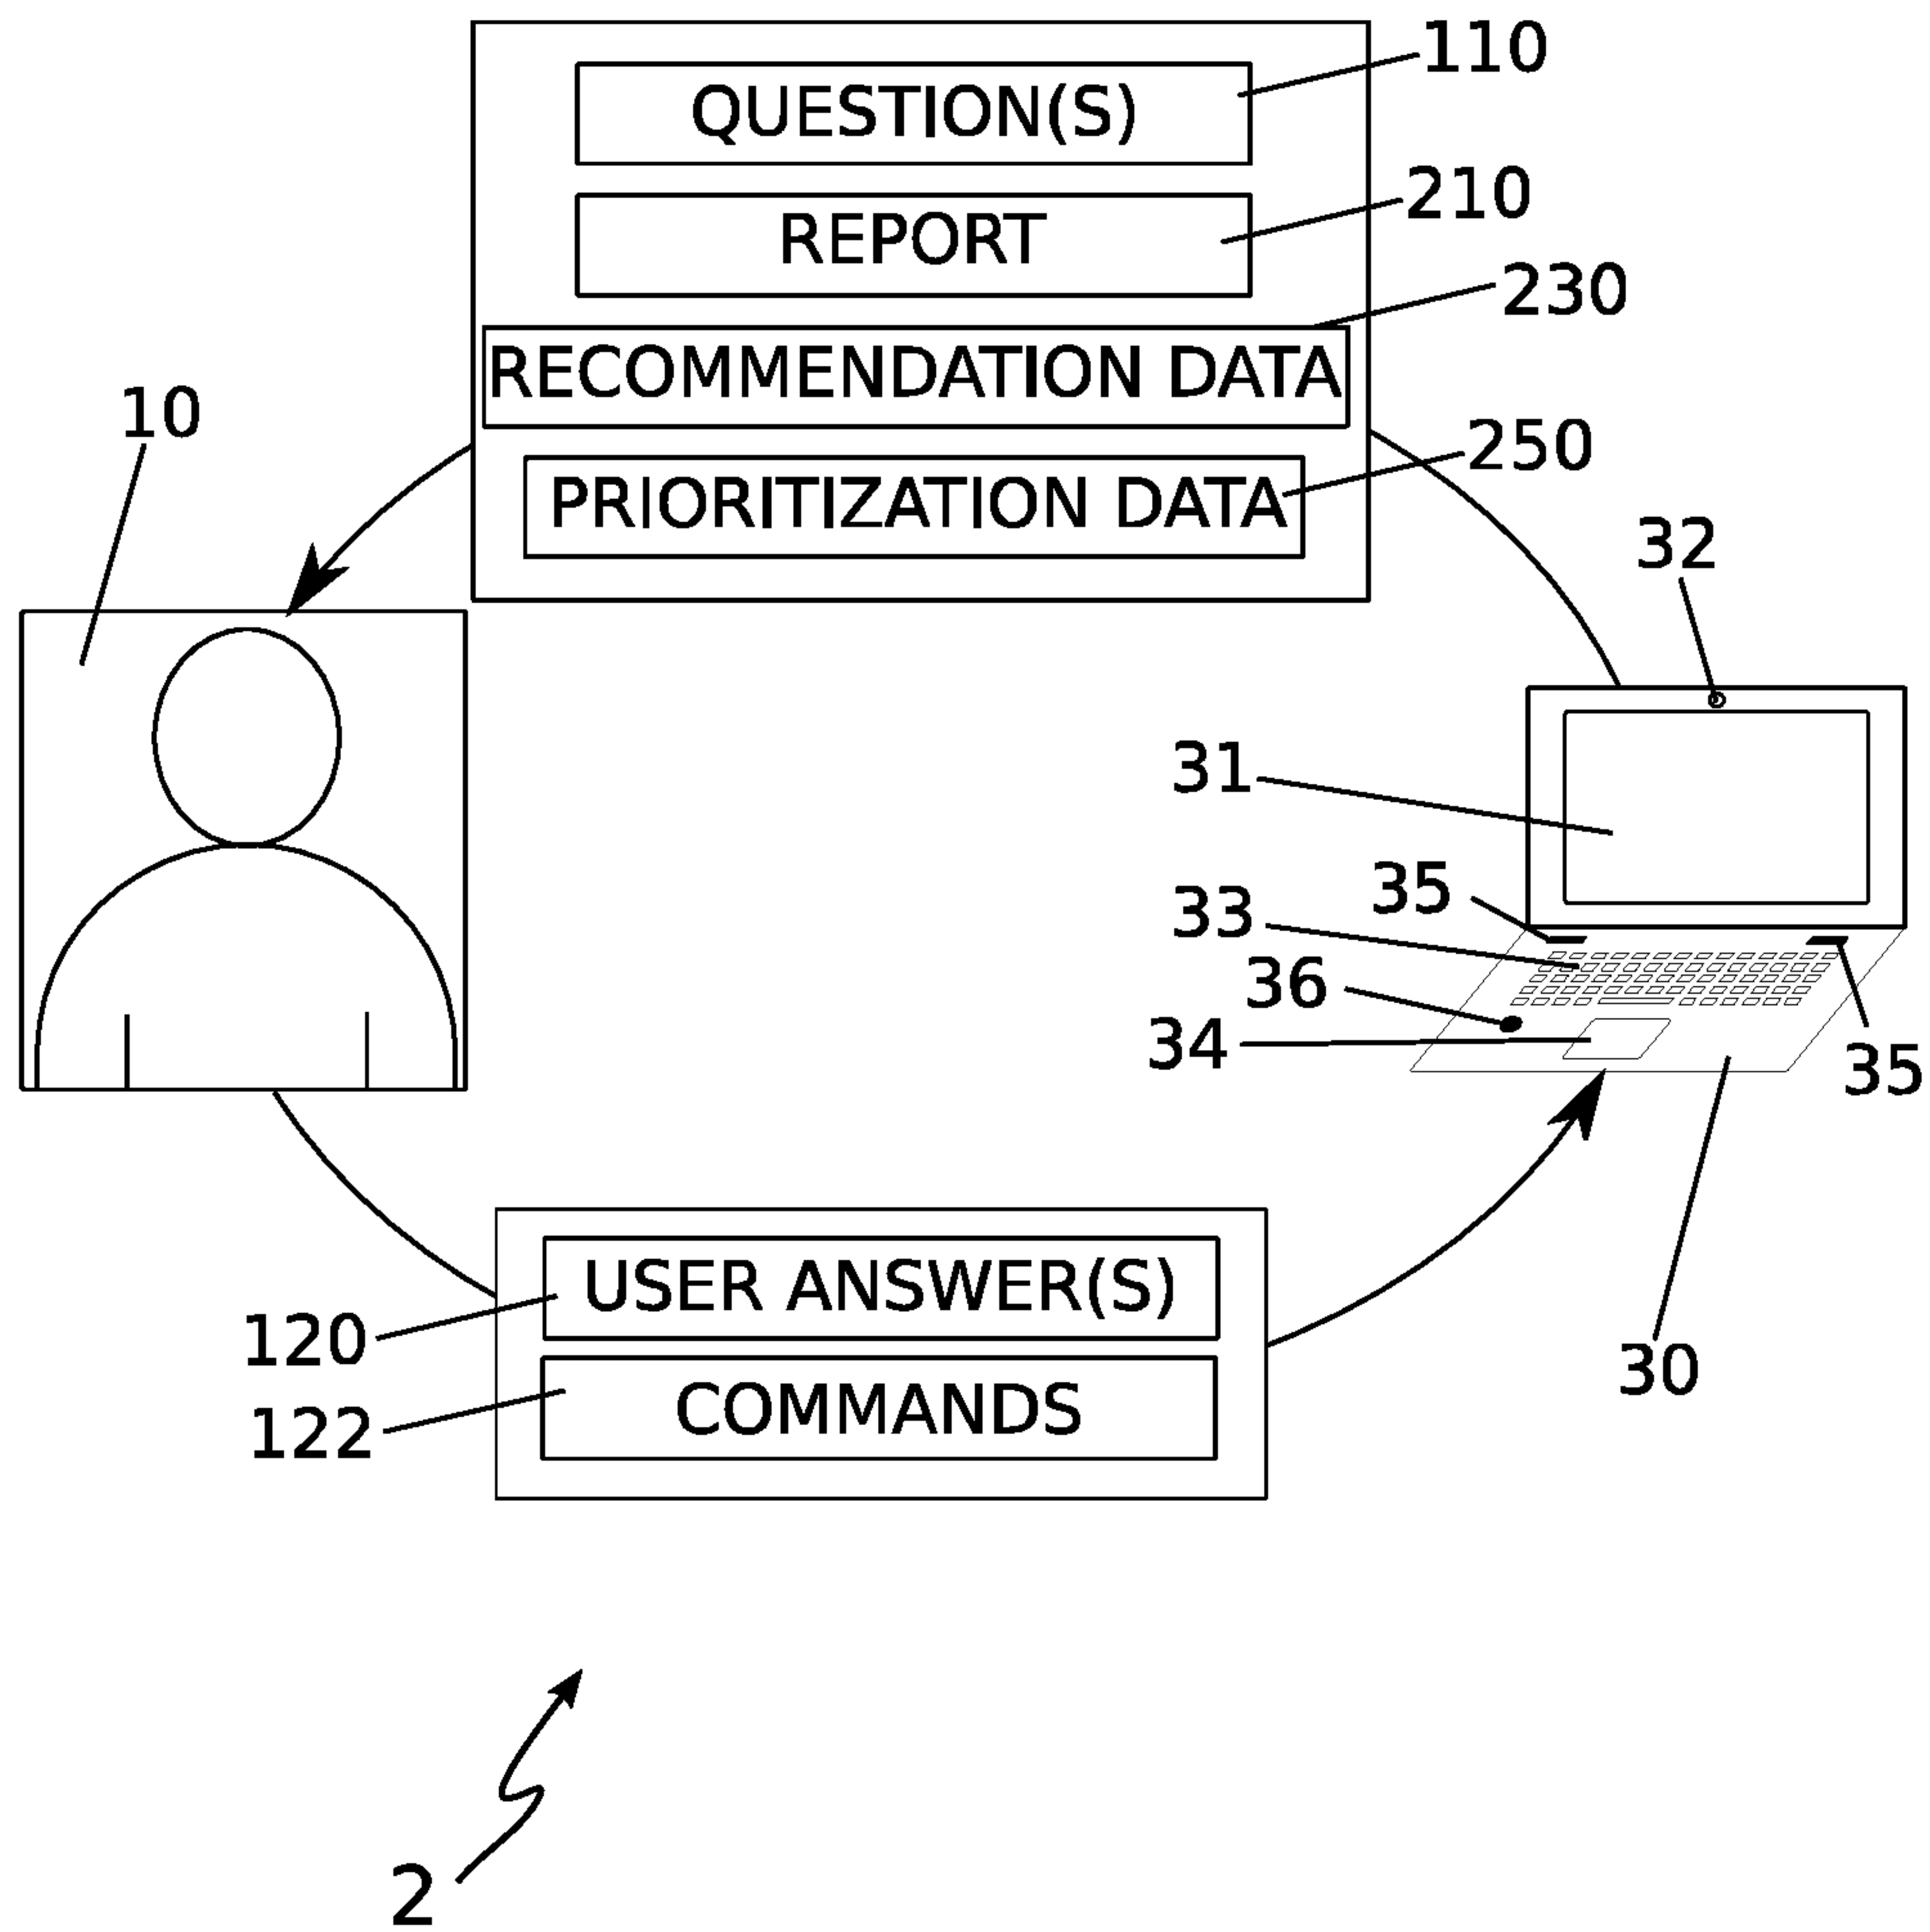 110
QUESTION(S)
210
REPORT
230
RECOMMENDATION DATA
10
250
PRIORITIZATION DATA
32
31
35
33
36
34
35
USER ANSWER(S)
120
30
COMMANDS
122
2